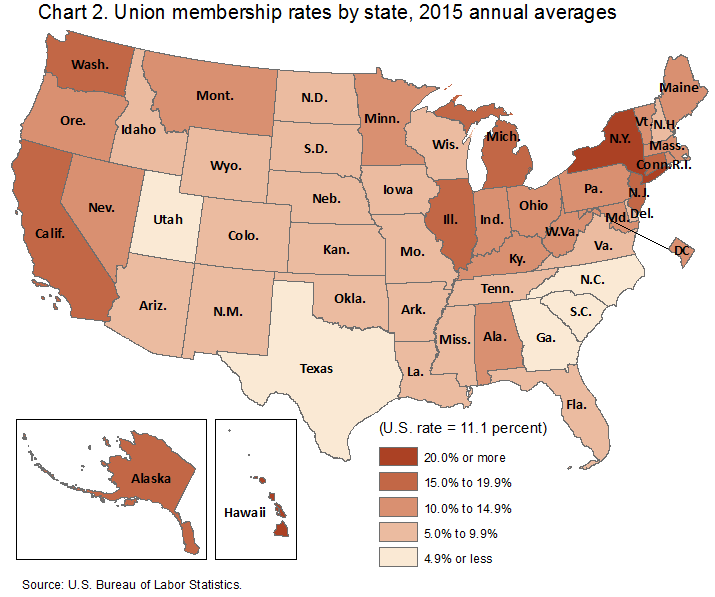 Chart 2. Union membership rates by state, 2015 annual averages
Wash.
Maine
Mont.
N.D.
Ore.
Minn.
Vt.
N.H.
Idaho
Mich.
N.Y.
Mass.
Wis.
S.D.
Conn.
R.I.
Wyo.
Pa.
N.J.
Iowa
Neb.
Nev.
Utah
Ill.
Ind.
Ohio
Del.
Md.
Calif.
Colo.
W.Va.
Va.
DC
Kan.
Mo.
Ky.
N.C.
Tenn.
Ariz.
N.M.
Okla.
Ark.
S.C.
Miss.
Ala.
Ga.
Texas
La.
Fla.
(U.S. rate = 11.1 percent)
20.0% or more
15.0% to 19.9%
10.0% to 14.9%
5.0% to 9.9%
4.9% or less
Alaska
Hawaii
Source: U.S. Bureau of Labor Statistics.